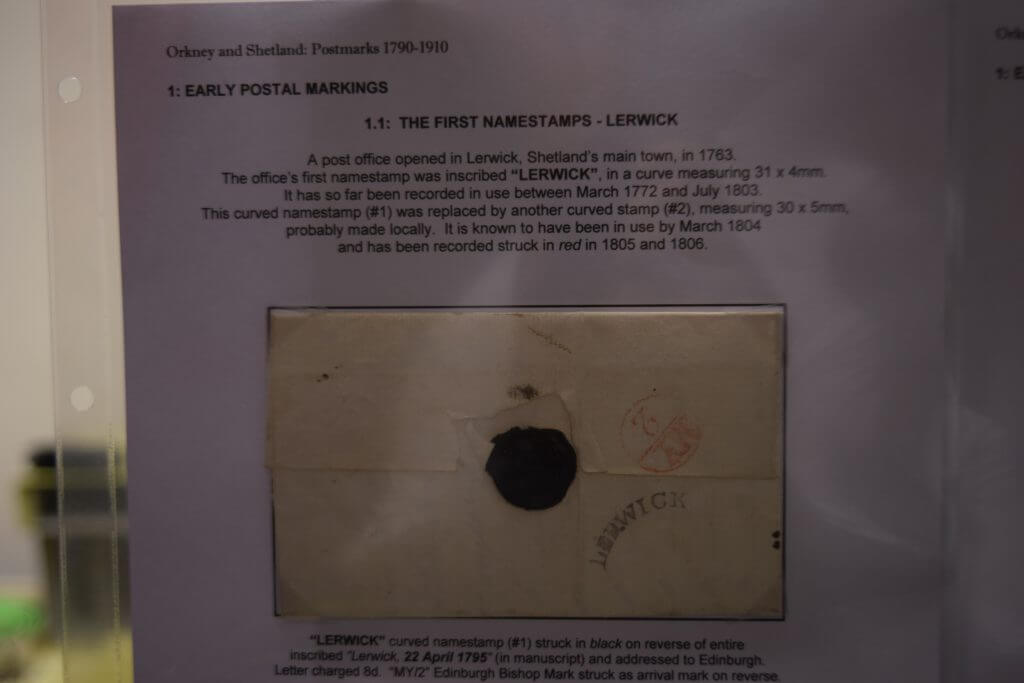 Orkney and Shetland: Postmarks 1790-1910
1: EARLY POSTAL MARKINGS
1.1: THE FIRST NAMESTAMPS - LERWICK
A post office opened in Lerwick, Shetland's main town, in 1763.
The office's first namestamp was inscribed "LERWICK", in a curve measuring 31 x 4mm.
It has so far been recorded in use between March 1772 and July 1803.
This curved namestamp (#1) was replaced by another curved stamp (#2), measuring 30 x 5mm,
probably made locally. It is known to have been in use by March 1804
and has been recorded struck in red in 1805 and 1806.
LERWICK
"LERWICK" curved namestamp (#1) struck in black on reverse of entire
inscribed "Lerwick, 22 April 1795" (in manuscript) and addressed to Edinburgh.
Letter charged 8d. "MY/2" Edinburgh Bishop Mark struck as arrival mark on reverse.
Ork
1: E